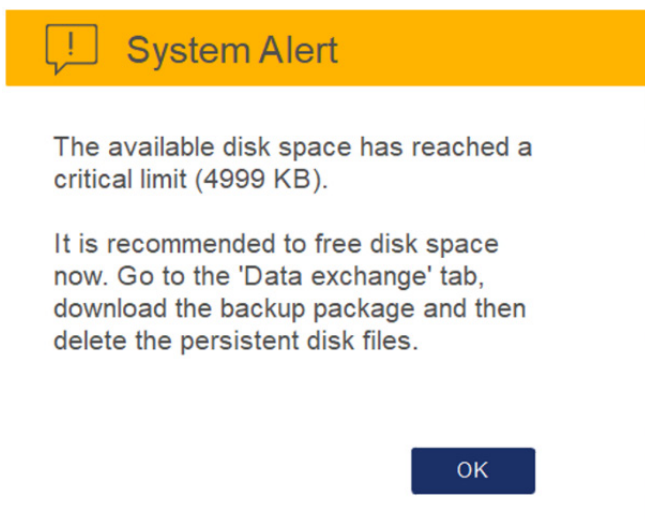 System Alert
The available disk space has reached a
critical limit (4999 KB).
It is recommended to free disk space
now. Go to the 'Data exchange' tab,
download the backup package and then
delete the persistent disk files.
OK